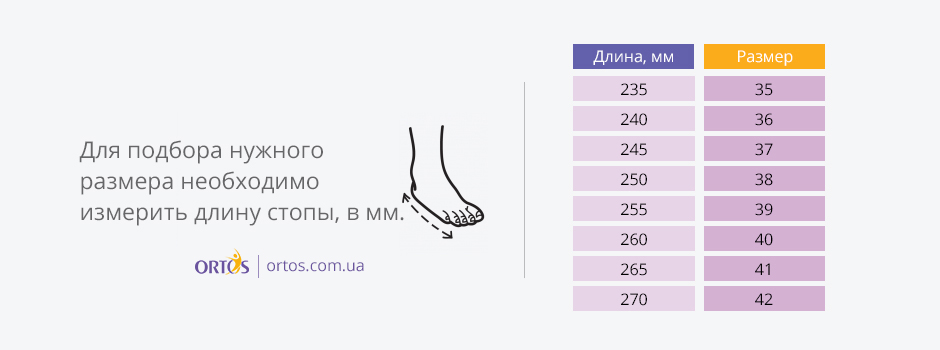 Для подбора нужного
размера необходимо
измерить длину стопы, в мм.
ORTOS | ortos.com.ua
Длина, мм Размер
235 35
240 36
245 37
250 38
255 39
260 40
265 41
270 42